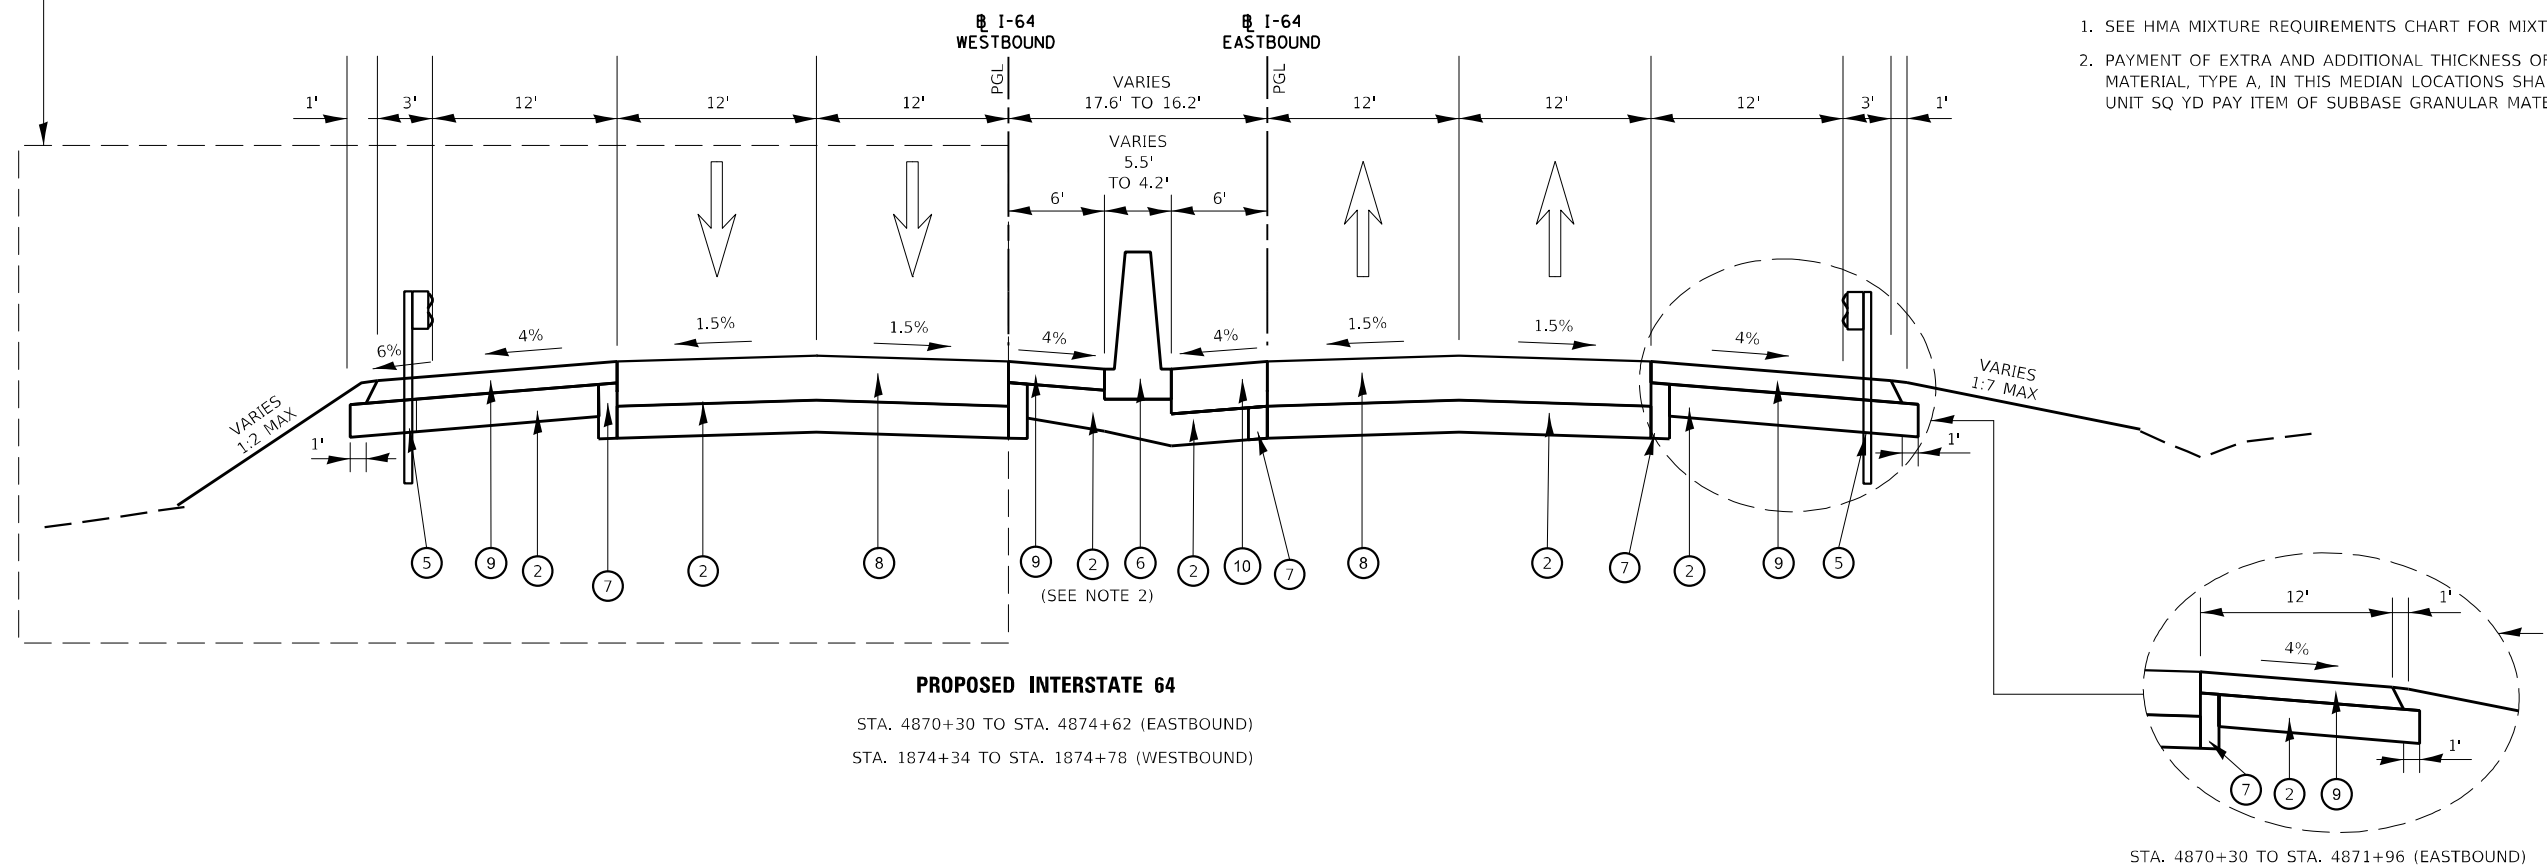 ℄ I-64
WESTBOUND
℄ I-64
EASTBOUND
1. SEE HMA MIXTURE REQUIREMENTS CHART FOR
2. PAYMENT OF EXTRA AND ADDITIONAL THICKNESS
MATERIAL, TYPE A, IN THIS MEDIAN LOCATIONS
UNIT SQ YD PAY ITEM OF SUBBASE GRANULAR
PGL
PGL
VARIES
17.6' TO 16.2'
1' 3' 12' 12' 12' 12' 12' 12' 3' 1'
VARIES
5.5'
TO 4.2'
6' 6'
6% 4% 1.5% 1.5% 4% 4% 1.5% 1.5% 4%
VARIES
1:2 MAX
VARIES
1:7 MAX
1' 1'
5 9 2 7 2 8 9 2 6 2 10 7 8 2 7 2 9 5
(SEE NOTE 2)
12' 1'
4%
1'
7 2 9
PROPOSED INTERSTATE 64
STA. 4870+30 TO STA. 4874+62 (EASTBOUND)
STA. 1874+34 TO STA. 1874+78 (WESTBOUND)
STA. 4870+30 TO STA. 4871+96 (EASTBOUND)